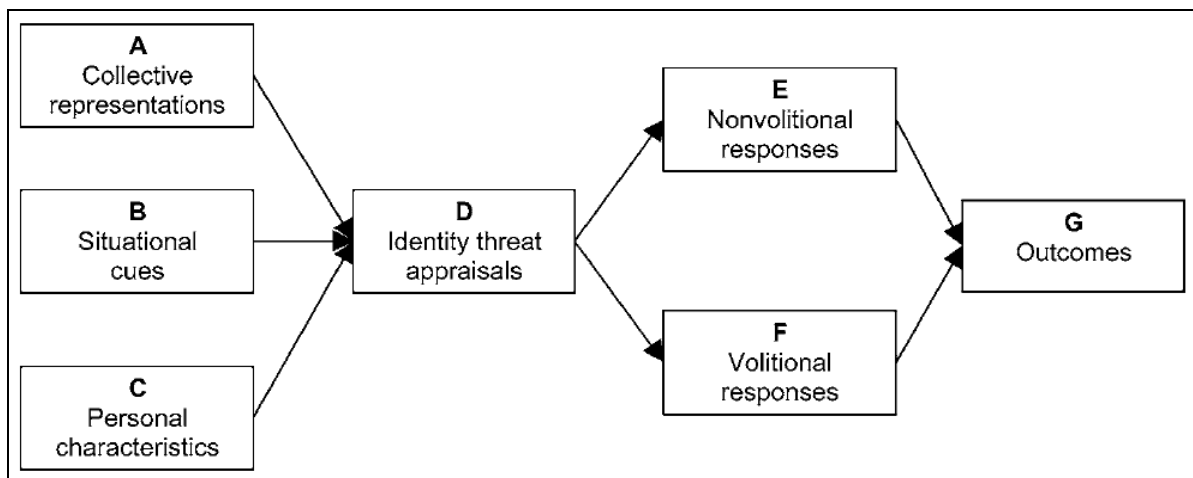 A
Collective
representations
B
Situational
cues
C
Personal
characteristics
D
Identity threat
appraisals
E
Nonvolitional
responses
F
Volitional
responses
G
Outcomes